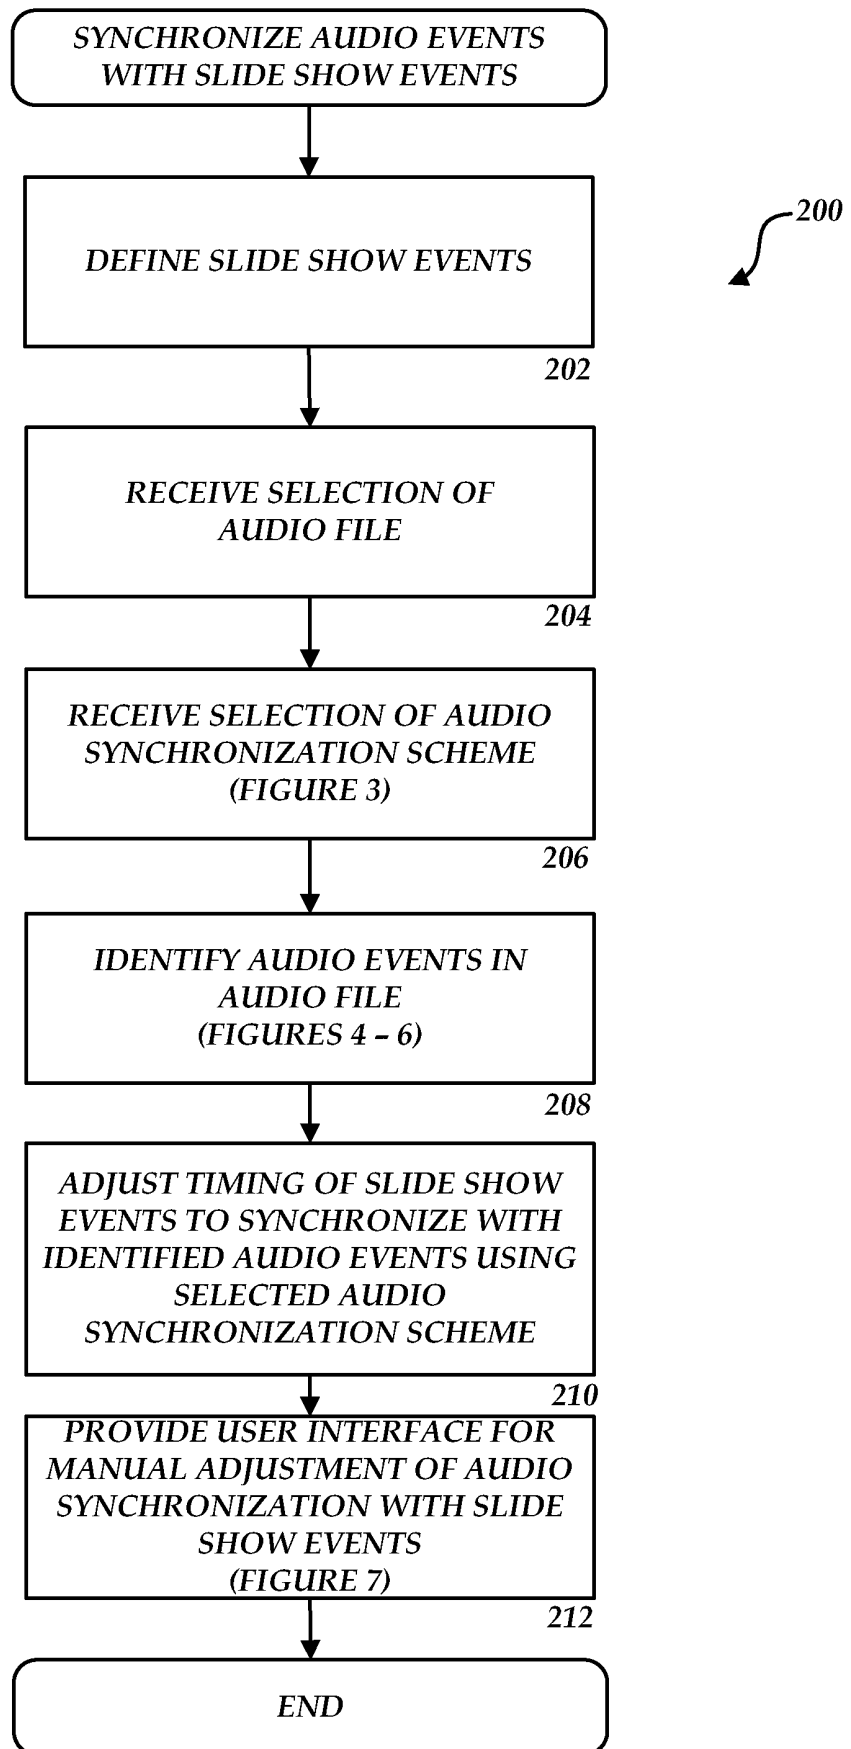 SYNCHRONIZE AUDIO EVENTS
WITH SLIDE SHOW EVENTS
200
DEFINE SLIDE SHOW EVENTS
202
RECEIVE SELECTION OF
AUDIO FILE
204
RECEIVE SELECTION OF AUDIO
SYNCHRONIZATION SCHEME
(FIGURE 3)
206
IDENTIFY AUDIO EVENTS IN
AUDIO FILE
(FIGURES 4 – 6)
208
ADJUST TIMING OF SLIDE SHOW
EVENTS TO SYNCHRONIZE WITH
IDENTIFIED AUDIO EVENTS USING
SELECTED AUDIO
SYNCHRONIZATION SCHEME
210
PROVIDE USER INTERFACE FOR
MANUAL ADJUSTMENT OF AUDIO
SYNCHRONIZATION WITH SLIDE
SHOW EVENTS
(FIGURE 7)
212
END